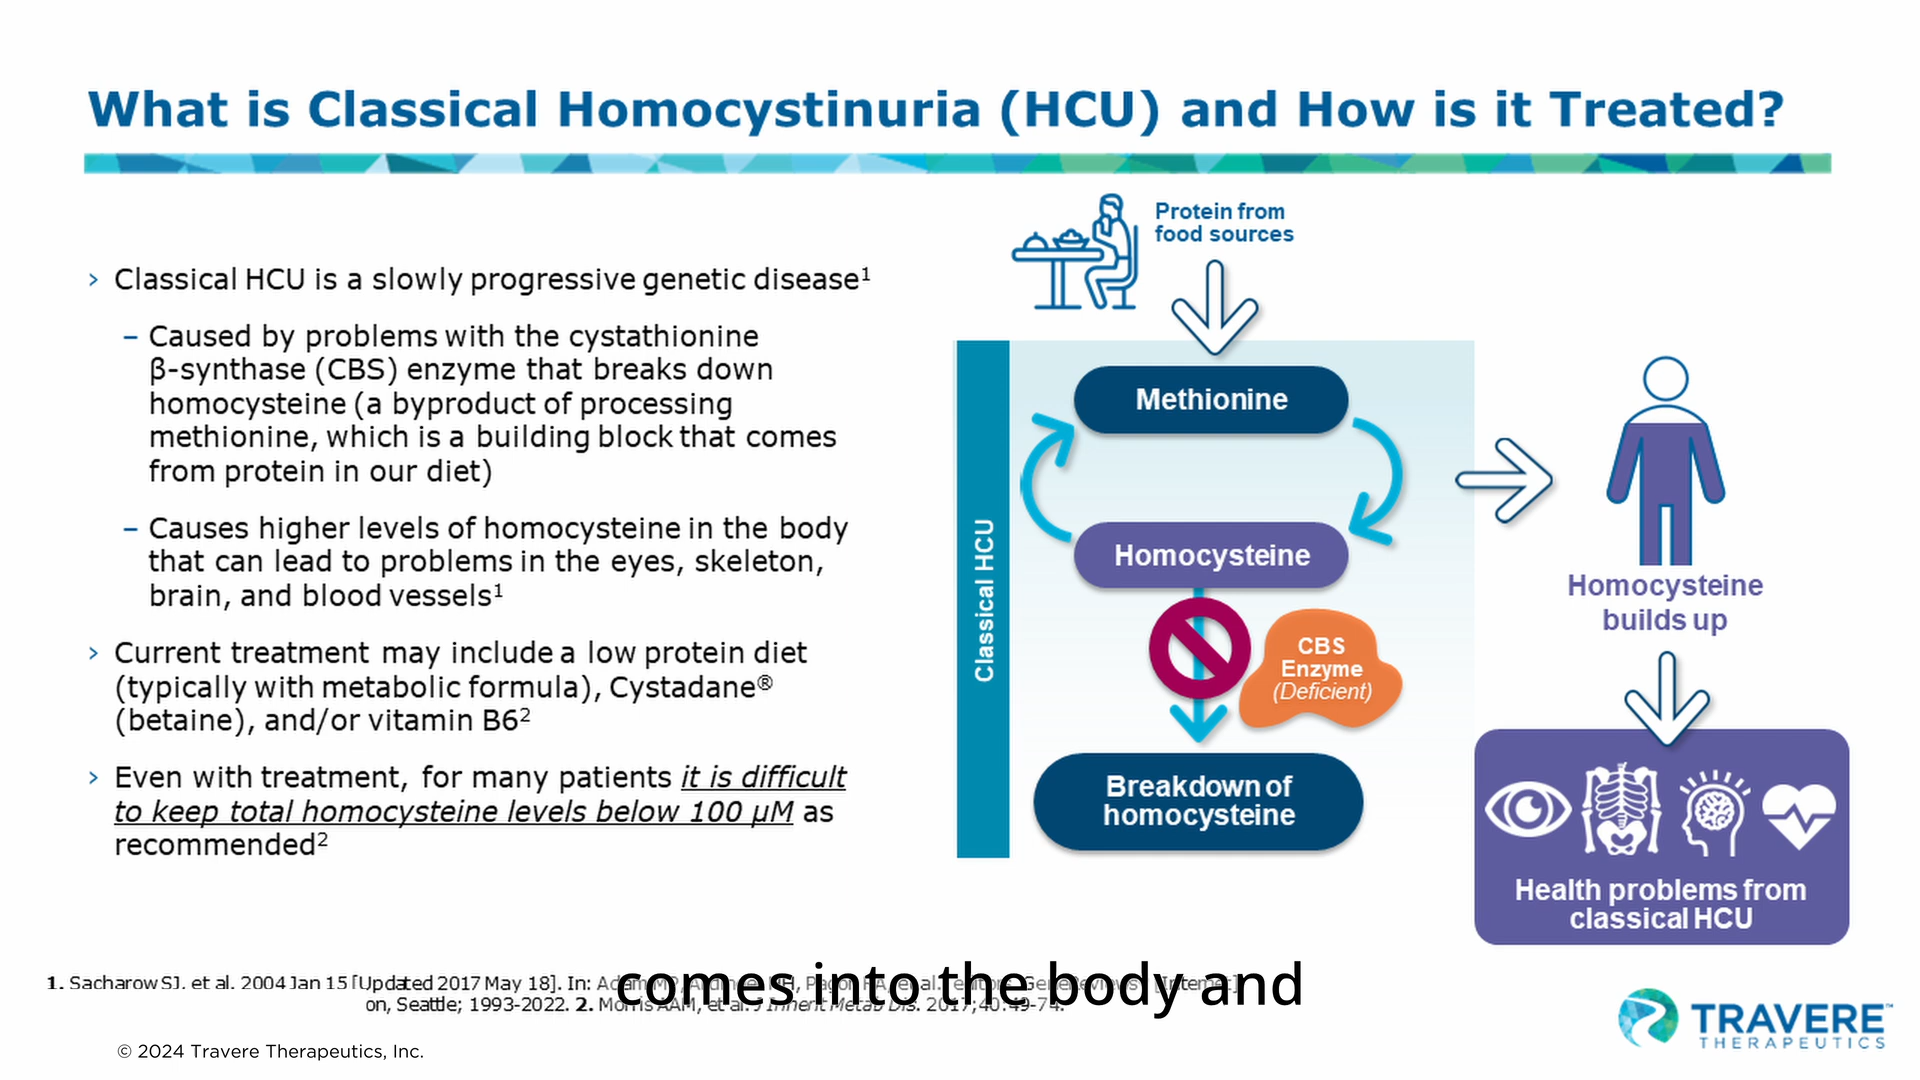 What is Classical Homocystinuria (HCU) and How is it Treated?
› Classical HCU is a slowly progressive genetic disease¹
– Caused by problems with the cystathionine
β-synthase (CBS) enzyme that breaks down
homocysteine (a byproduct of processing
methionine, which is a building block that comes
from protein in our diet)
– Causes higher levels of homocysteine in the body
that can lead to problems in the eyes, skeleton,
brain, and blood vessels¹
› Current treatment may include a low protein diet
(typically with metabolic formula), Cystadane®
(betaine), and/or vitamin B6²
› Even with treatment, for many patients it is difficult
to keep total homocysteine levels below 100 µM as
recommended²
Protein from
food sources
Classical HCU
Methionine
Homocysteine
CBS
Enzyme
(Deficient)
Breakdown of
homocysteine
Homocysteine
builds up
Health problems from
classical HCU
1. Sacharow SJ, et al. 2004 Jan 15 [Updated 2017 May 18]. In:
on, Seattle; 1993-2022. 2. Morris AAM, et al. J Inherit Metab Dis. 2017;40:49-74.
comes into the body and
© 2024 Travere Therapeutics, Inc.
TRAVERE™
THERAPEUTICS